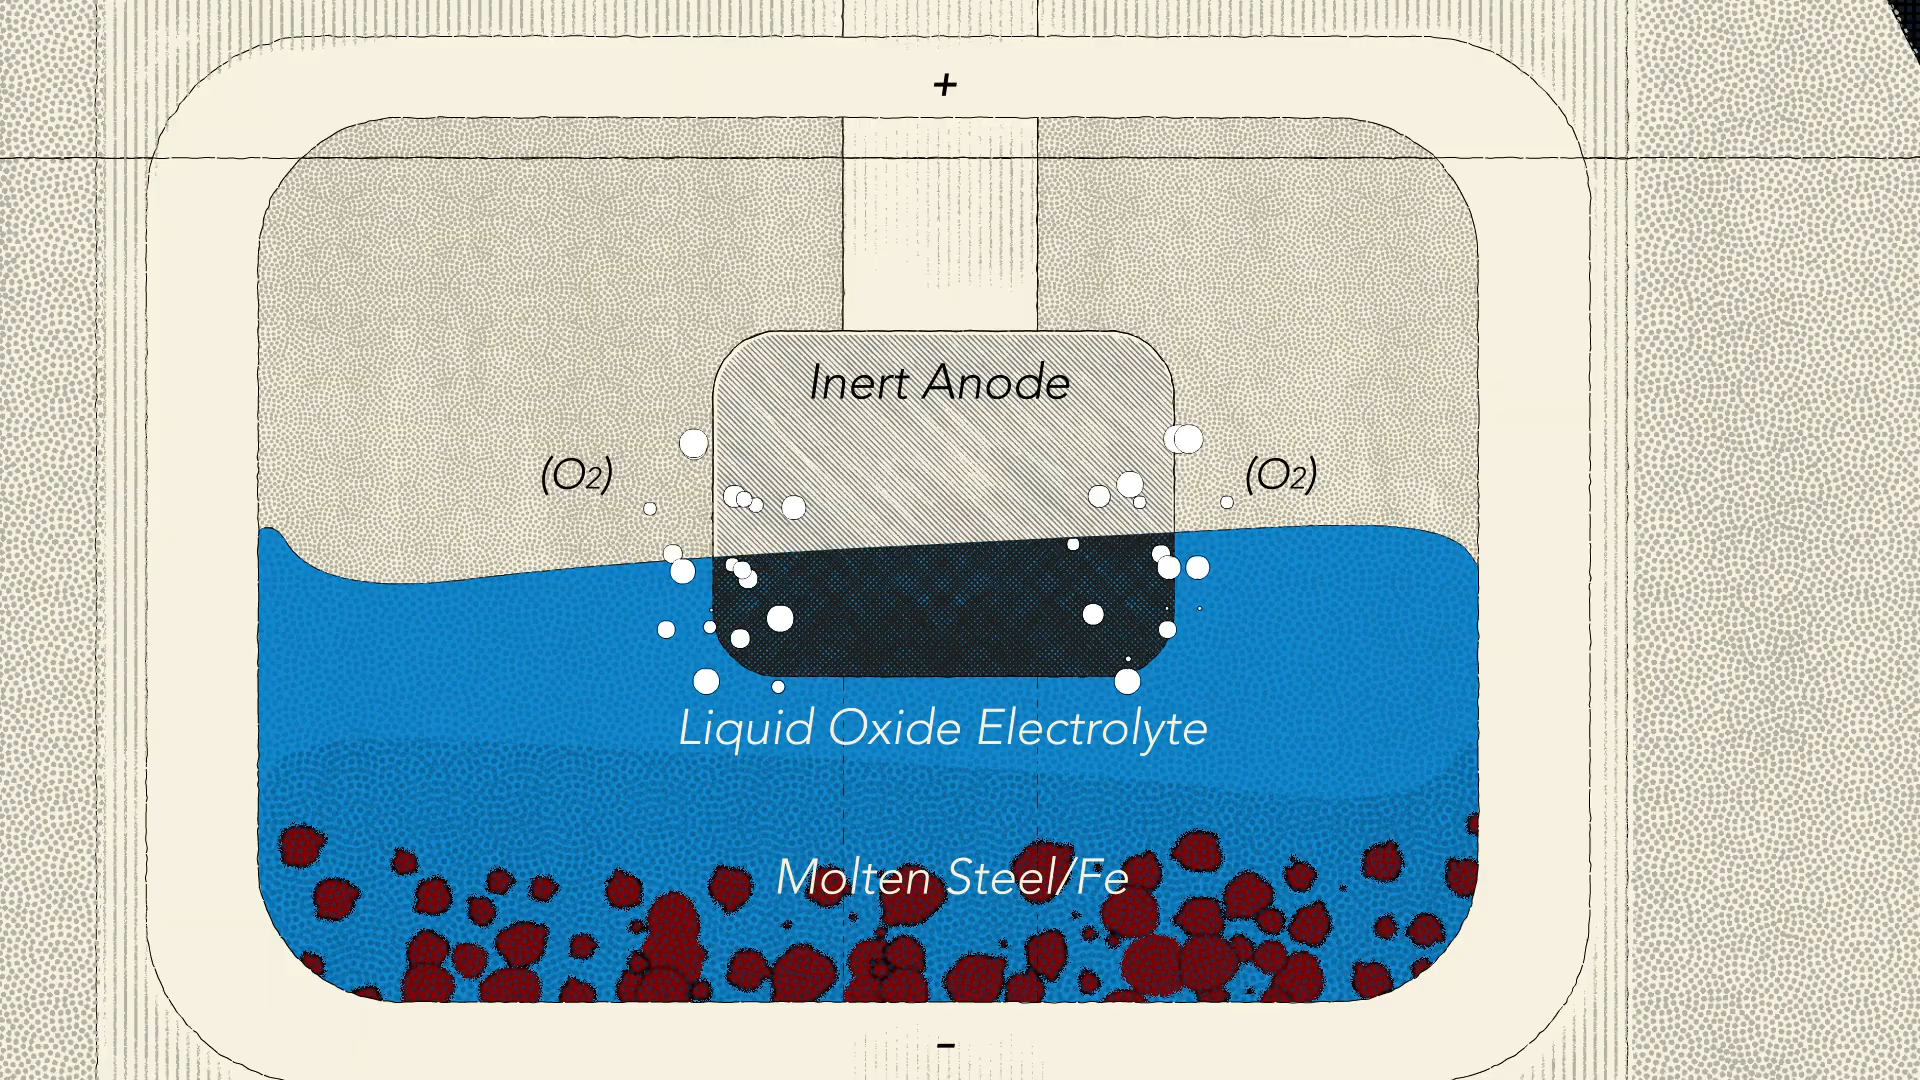 +
Inert Anode
(O2)
(O2)
Liquid Oxide Electrolyte
Molten Steel/Fe
-